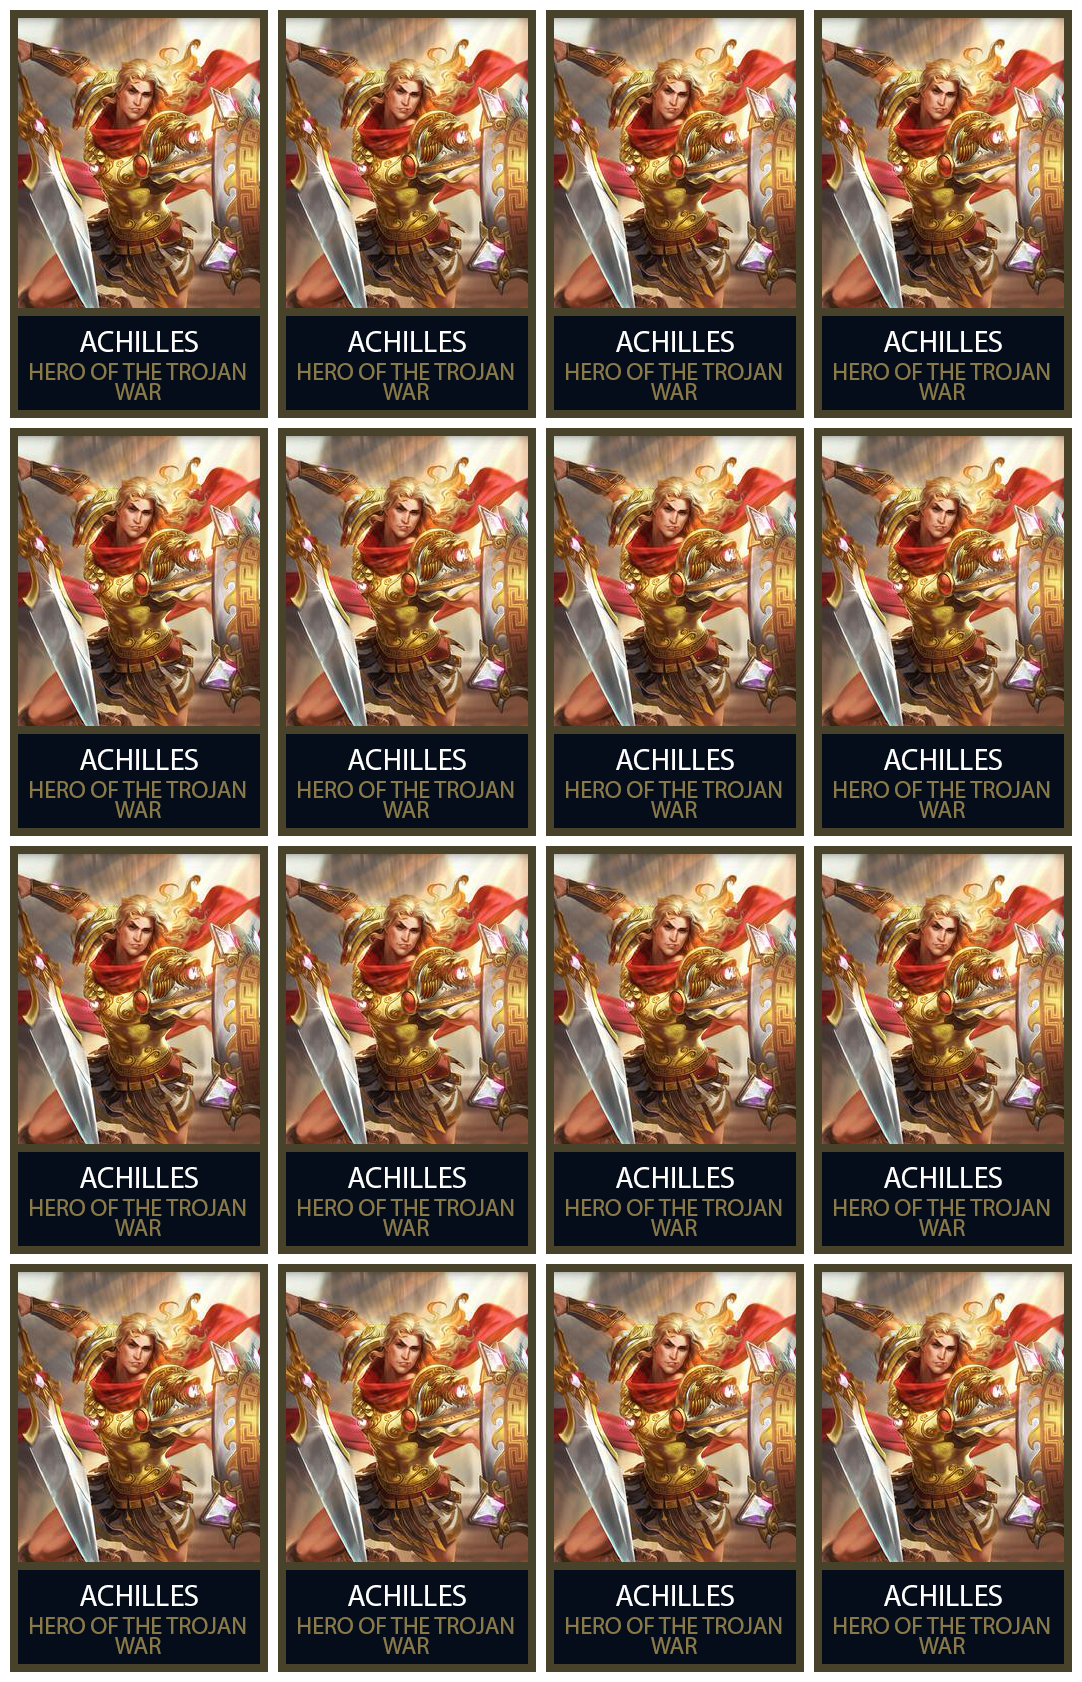 ACHILLES
HERO OF THE TROJAN
WAR
ACHILLES
HERO OF THE TROJAN
WAR
ACHILLES
HERO OF THE TROJAN
WAR
ACHILLES
HERO OF THE TROJAN
WAR
ACHILLES
HERO OF THE TROJAN
WAR
ACHILLES
HERO OF THE TROJAN
WAR
ACHILLES
HERO OF THE TROJAN
WAR
ACHILLES
HERO OF THE TROJAN
WAR
ACHILLES
HERO OF THE TROJAN
WAR
ACHILLES
HERO OF THE TROJAN
WAR
ACHILLES
HERO OF THE TROJAN
WAR
ACHILLES
HERO OF THE TROJAN
WAR
ACHILLES
HERO OF THE TROJAN
WAR
ACHILLES
HERO OF THE TROJAN
WAR
ACHILLES
HERO OF THE TROJAN
WAR
ACHILLES
HERO OF THE TROJAN
WAR